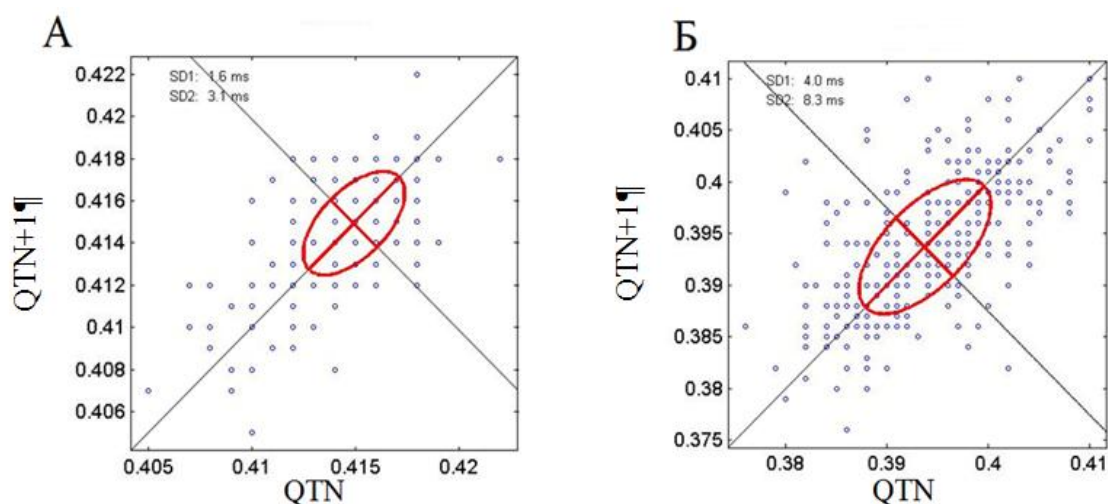 А
SD1: 1.6 ms
SD2: 3.1 ms
0.422
0.42
0.418
0.416
0.414
0.412
0.41
0.408
0.406
QTN+1¶
0.405
0.41
0.415
0.42
QTN
Б
SD1: 4.0 ms
SD2: 8.3 ms
0.41
0.405
0.4
0.395
0.39
0.385
0.38
0.375
QTN+1¶
0.38
0.39
0.4
0.41
QTN